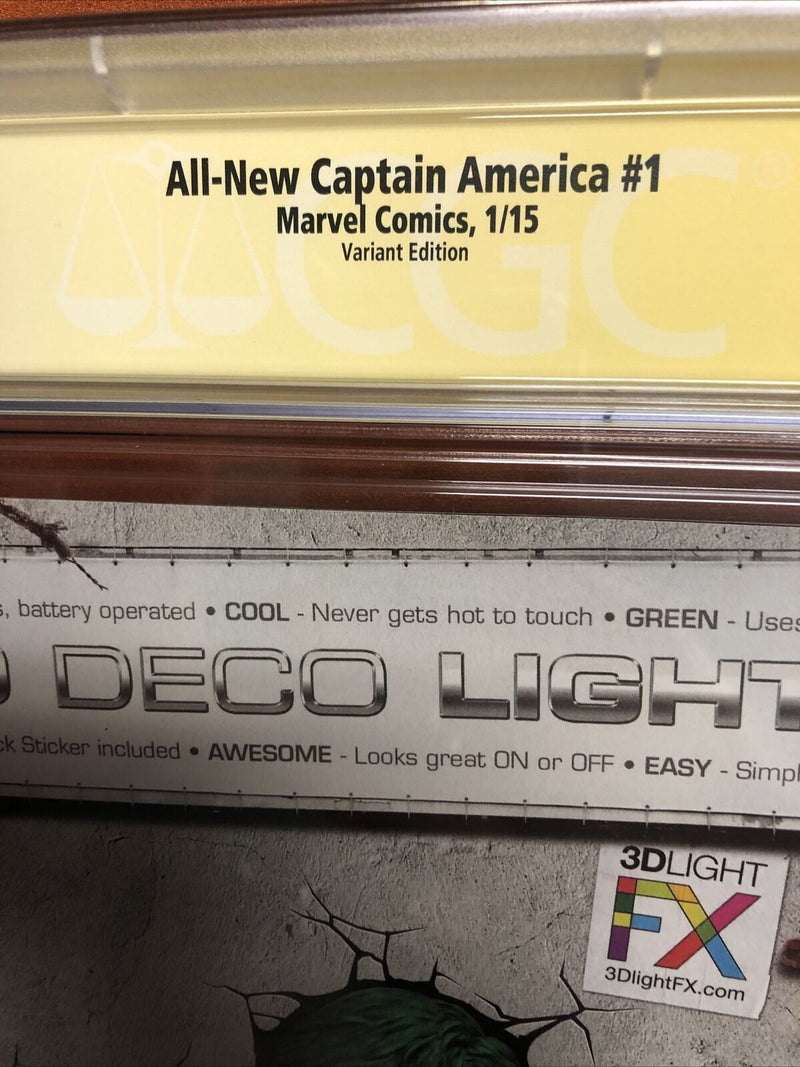 All-New Captain America #1
Marvel Comics, 1/15
Variant Edition
CGC
®
battery operated • COOL - Never gets hot to touch • GREEN - Uses
DECO LIGHT
Sticker included • AWESOME - Looks great ON or OFF • EASY -
3DLIGHT
FX
3DlightFX.com